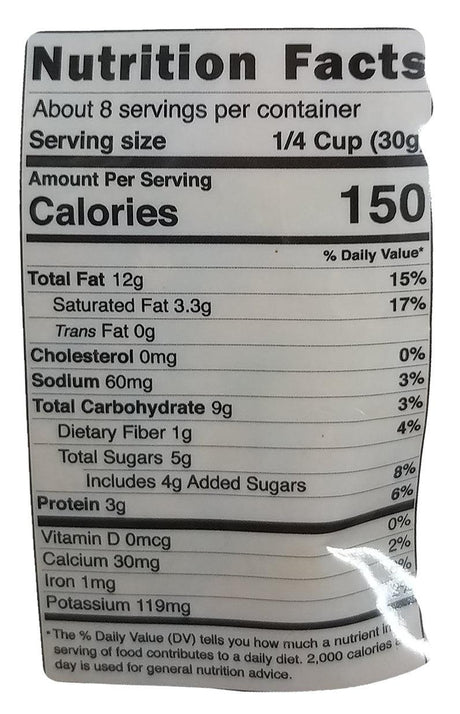 Nutrition Facts
About 8 servings per container
Serving size 1/4 Cup (30g
Amount Per Serving
Calories 150
% Daily Value*
Total Fat 12g 15%
Saturated Fat 3.3g 17%
Trans Fat 0g
Cholesterol 0mg 0%
Sodium 60mg 3%
Total Carbohydrate 9g 3%
Dietary Fiber 1g 4%
Total Sugars 5g
Includes 4g Added Sugars 8%
Protein 3g 6%
Vitamin D 0mcg 0%
Calcium 30mg 2%
Iron 1mg %
Potassium 119mg
*The % Daily Value (DV) tells you how much a nutrient in
serving of food contributes to a daily diet. 2,000 calories
day is used for general nutrition advice.